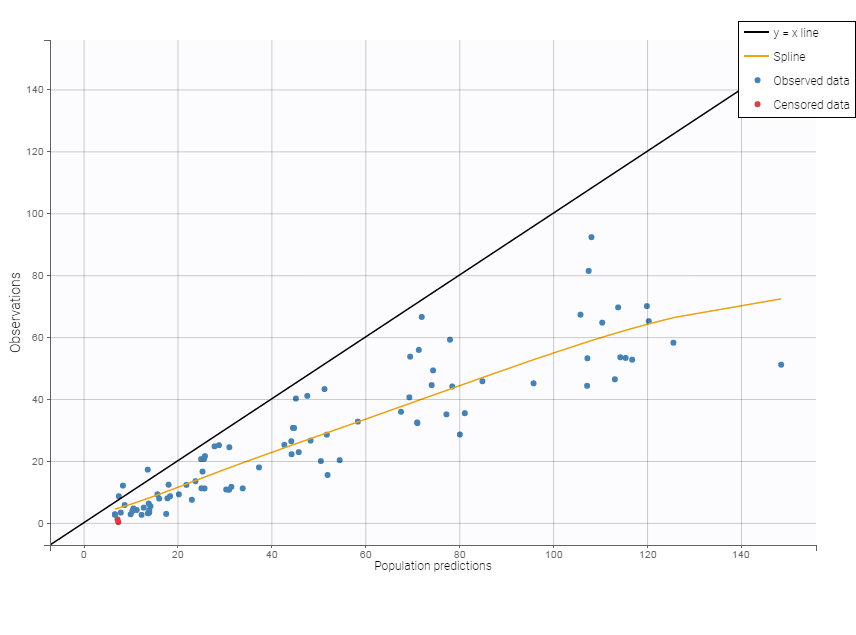 y = x line
Spline
Observed data
Censored data
Observations
140
120
100
80
60
40
20
0
0 20 40 60 80 100 120 140
Population predictions